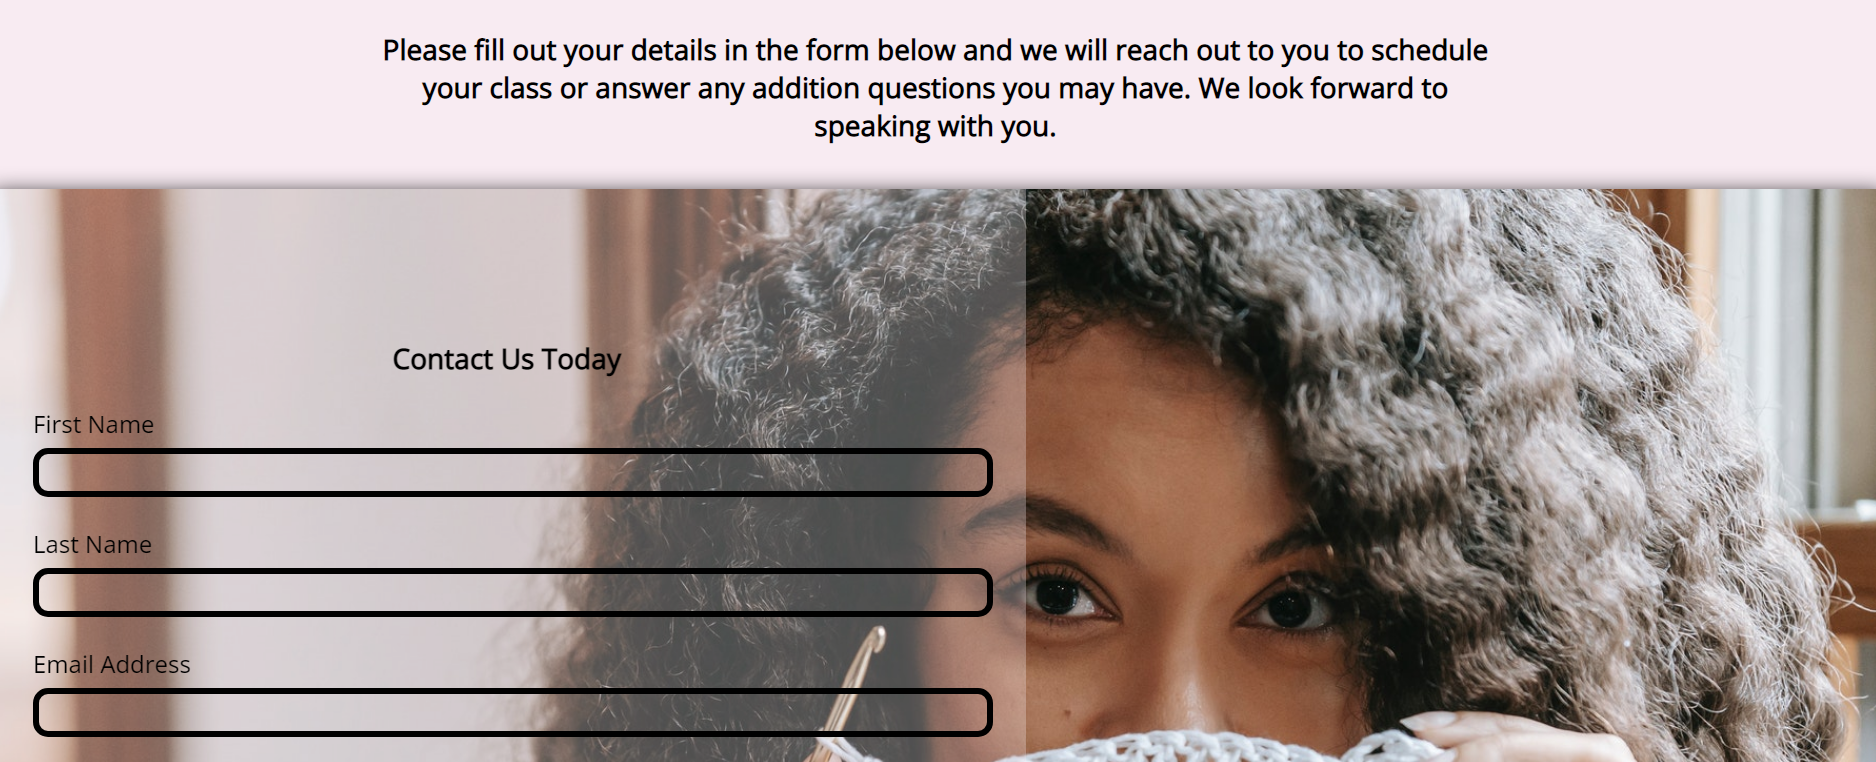 Please fill out your details in the form below and we will reach out to you to schedule
your class or answer any addition questions you may have. We look forward to
speaking with you.
Contact Us Today
First Name
Last Name
Email Address